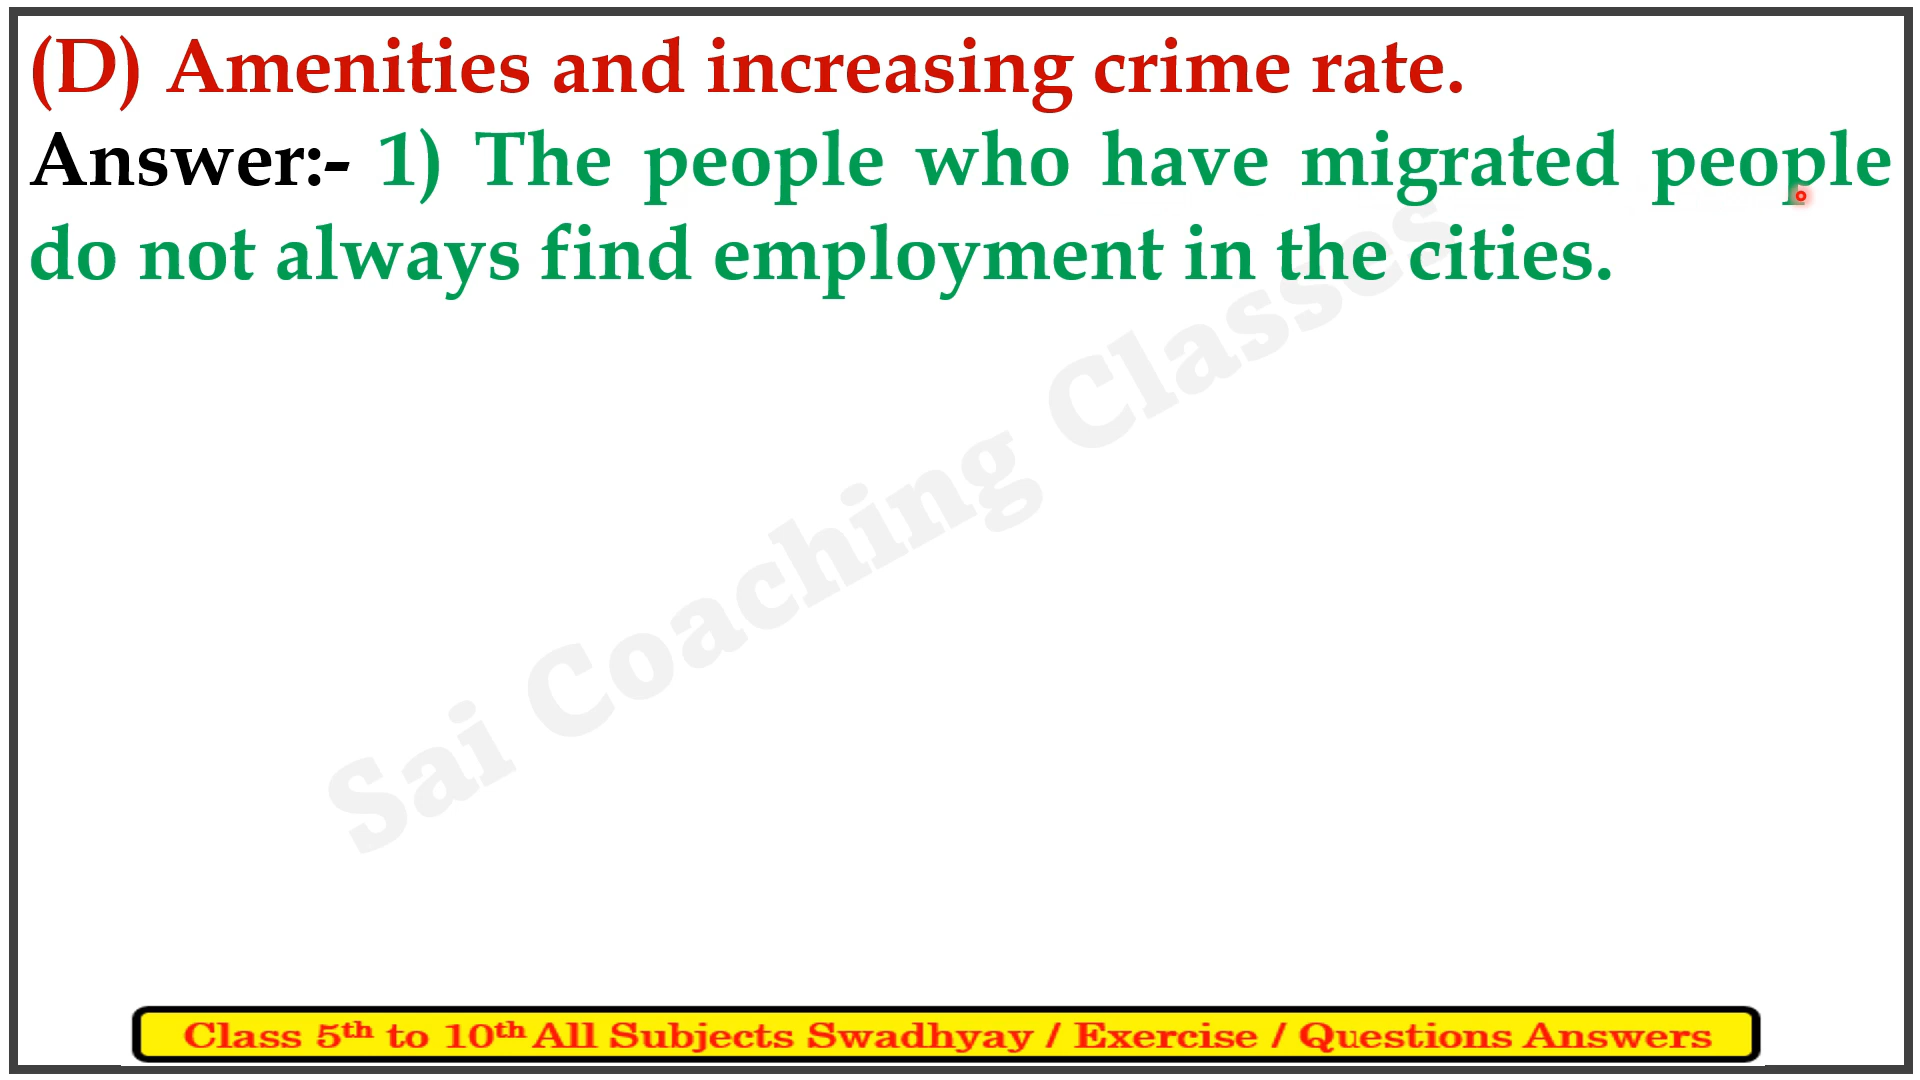 (D) Amenities and increasing crime rate.
Answer:- 1) The people who have migrated people
do not always find employment in the cities.
Sai Coaching Classes
Class 5th to 10th All Subjects Swadhyay / Exercise / Questions Answers